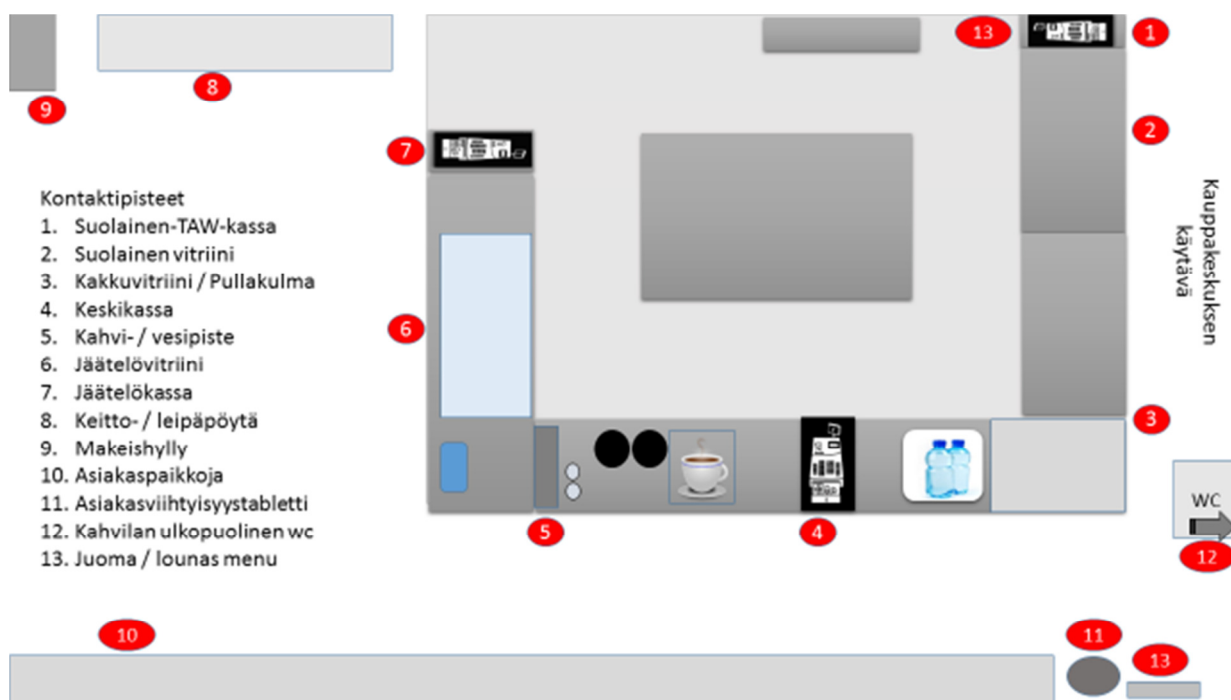 13
1
8
9
2
7
Kontaktipisteet
1. Suolainen-TAW-kassa
2. Suolainen vitriini
3. Kakkuvitriini / Pullakulma
4. Keskikassa
5. Kahvi- / vesipiste
6. Jäätelövitriini
7. Jäätelökassa
8. Keitto- / leipäpöytä
9. Makeishylly
10. Asiakaspaikkoja
11. Asiakasviihtyisyystabletti
12. Kahvilan ulkopuolinen wc
13. Juoma / lounas menu
Kauppakeskuksen
käytävä
6
3
WC
5
4
12
10
11
13